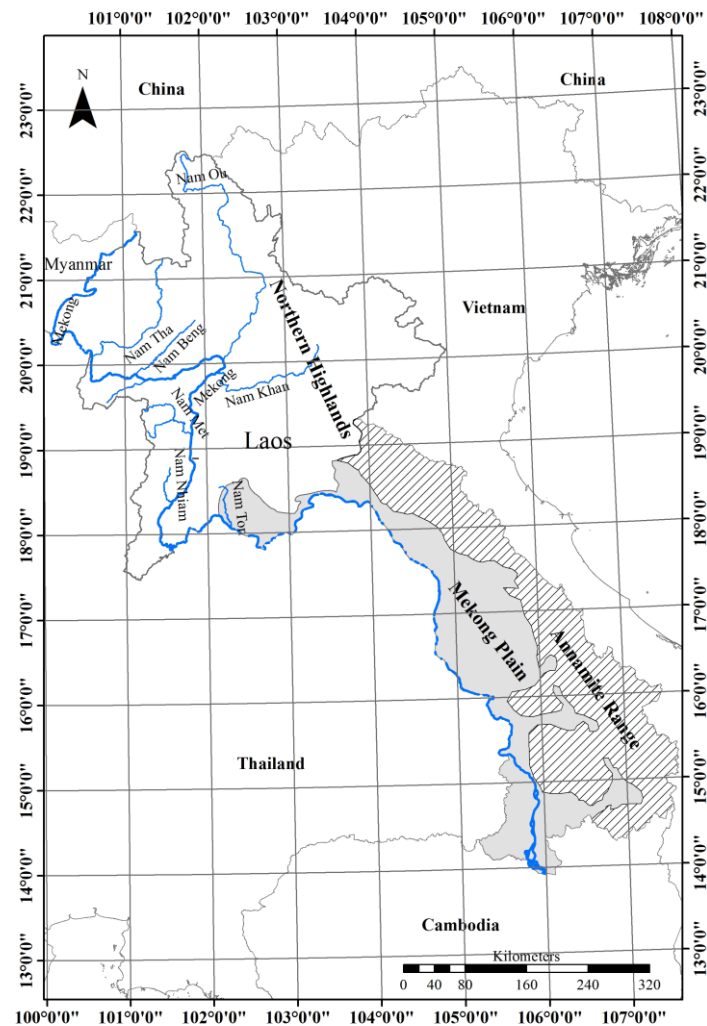 101°0'0" 102°0'0" 103°0'0" 104°0'0" 105°0'0" 106°0'0" 107°0'0" 108°0'0"
N
China
China
23°0'0"
23°0'0"
Nam Ou
22°0'0"
22°0'0"
Myanmar
21°0'0"
21°0'0"
Mekong
Vietnam
Northern Highlands
Nam Tha
Nam Beng
20°0'0"
20°0'0"
Mekong
Nam Khan
Nam Met
Laos
19°0'0"
19°0'0"
Nam Nhiam
Nam Ton
18°0'0"
18°0'0"
Mekong Plain
17°0'0"
17°0'0"
Annamite Range
16°0'0"
16°0'0"
Thailand
15°0'0"
15°0'0"
14°0'0"
14°0'0"
Cambodia
13°0'0"
13°0'0"
Kilometers
0 40 80 160 240 320
100°0'0" 101°0'0" 102°0'0" 103°0'0" 104°0'0" 105°0'0" 106°0'0" 107°0'0"